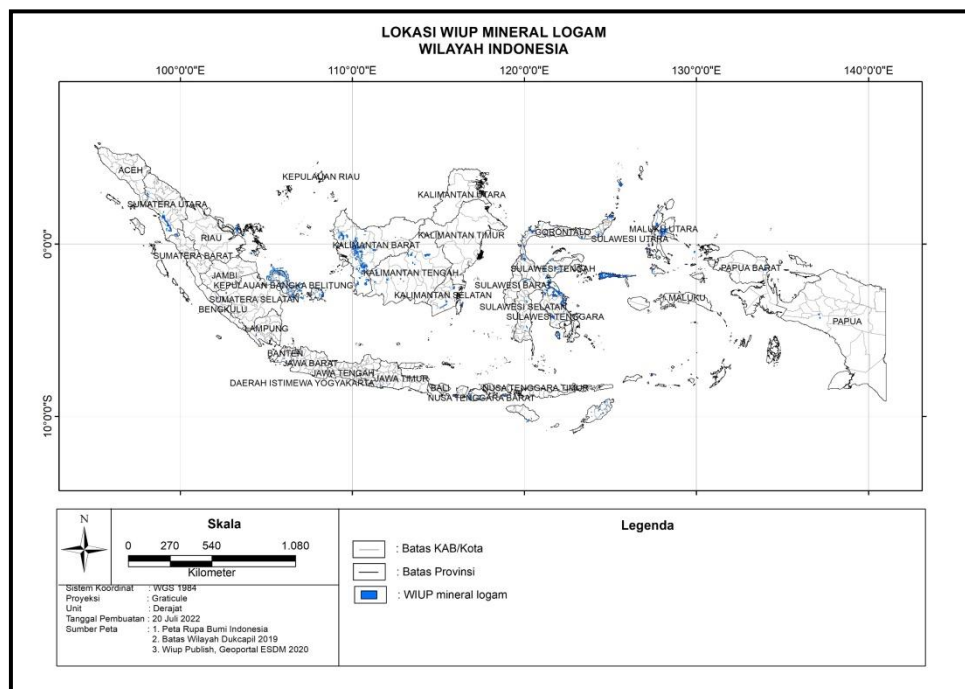 LOKASI WIUP MINERAL LOGAM
WILAYAH INDONESIA
100°0'0"E
110°0'0"E
120°0'0"E
130°0'0"E
140°0'0"E
0°0'0"
10°0'0"S
ACEH
SUMATERA UTARA
RIAU
KEPULAUAN RIAU
SUMATERA BARAT
JAMBI
KEPULAUAN BANGKA BELITUNG
SUMATERA SELATAN
BENGKULU
LAMPUNG
BANTEN
JAWA BARAT
JAWA TENGAH
DAERAH ISTIMEWA YOGYAKARTA
JAWA TIMUR
BALI
NUSA TENGGARA BARAT
NUSA TENGGARA TIMUR
KALIMANTAN UTARA
KALIMANTAN TIMUR
KALIMANTAN BARAT
KALIMANTAN TENGAH
KALIMANTAN SELATAN
GORONTALO
SULAWESI UTARA
SULAWESI TENGAH
SULAWESI BARAT
SULAWESI SELATAN
SULAWESI TENGGARA
MALUKU UTARA
MALUKU
PAPUA BARAT
PAPUA
N
Skala
0 270 540 1.080
Kilometer
Sistem Koordinat : WGS 1984
Proyeksi : Graticule
Unit : Derajat
Tanggal Pembuatan : 20 Juli 2022
Sumber Peta : 1. Peta Rupa Bumi Indonesia
2. Batas Wilayah Dukcapil 2019
3. Wiup Publish, Geoportal ESDM 2020
Legenda
: Batas KAB/Kota
: Batas Provinsi
: WIUP mineral logam